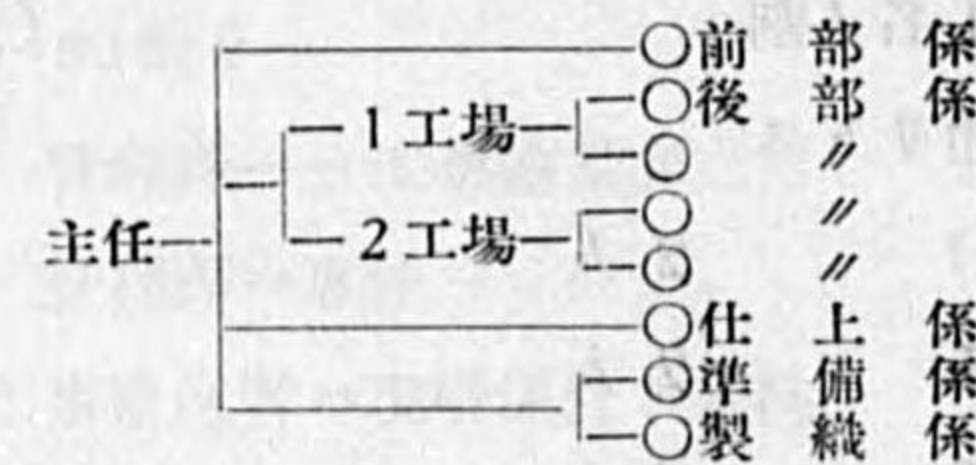 ○前部係
1工場 ○後部係
○ 〃
主任 2工場 ○ 〃
○ 〃
○仕上係
○準備係
○製織係